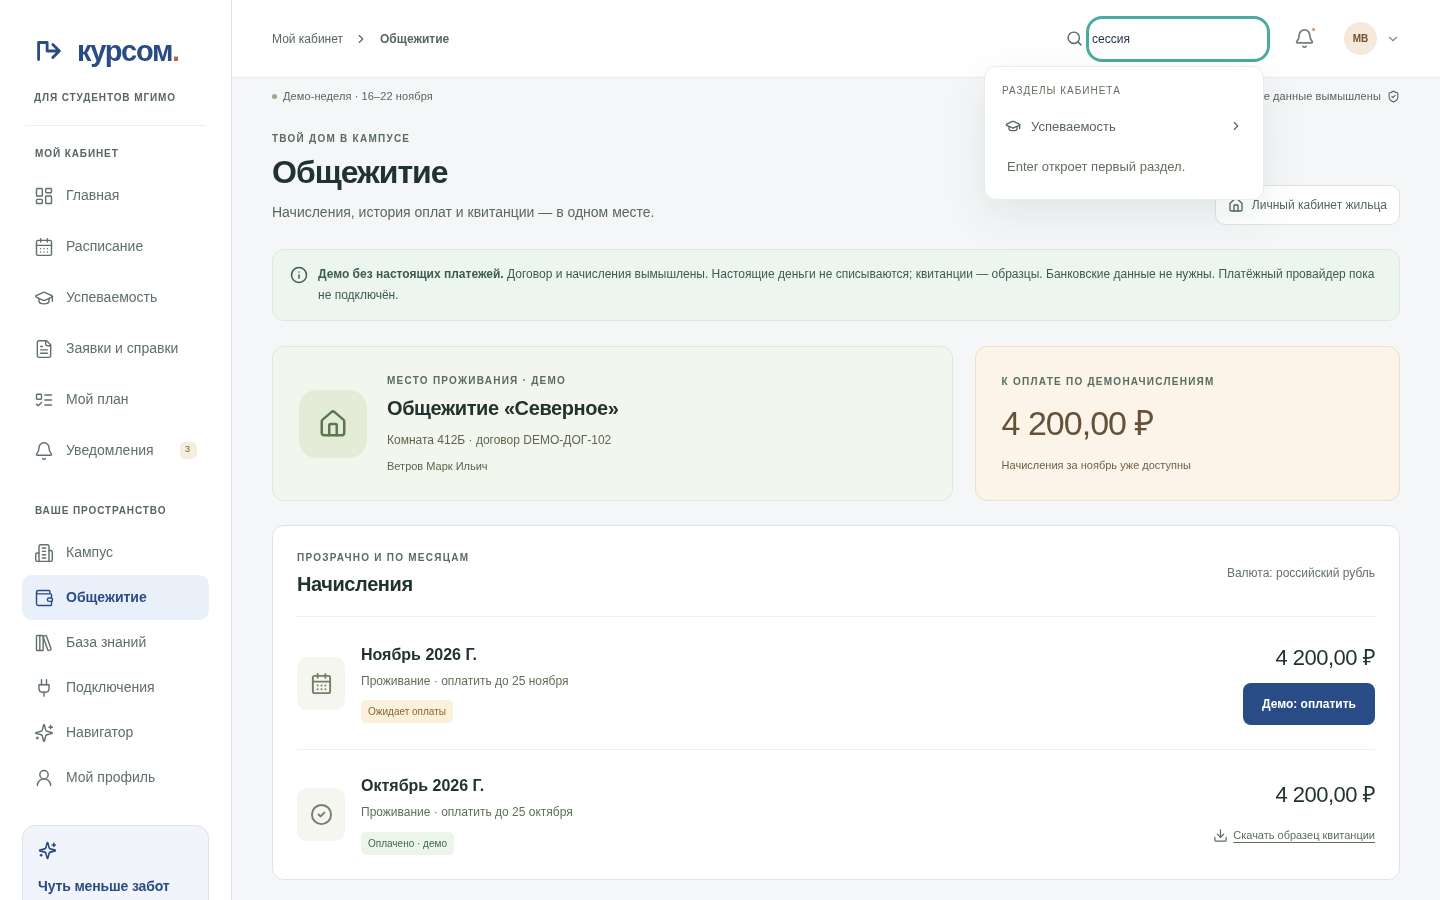 курсом.
ДЛЯ СТУДЕНТОВ МГИМО
МОЙ КАБИНЕТ
Главная
Расписание
Успеваемость
Заявки и справки
Мой план
Уведомления 3
ВАШЕ ПРОСТРАНСТВО
Кампус
Общежитие
База знаний
Подключения
Навигатор
Мой профиль
Чуть меньше забот
Мой кабинет > Общежитие
сессия
МВ
РАЗДЕЛЫ КАБИНЕТА
Успеваемость
Enter откроет первый раздел.
Демо-неделя · 16–22 ноября
данные вымышлены
ТВОЙ ДОМ В КАМПУСЕ
Общежитие
Начисления, история оплат и квитанции — в одном месте.
Личный кабинет жильца
Демо без настоящих платежей. Договор и начисления вымышлены. Настоящие деньги не списываются; квитанции — образцы. Банковские данные не нужны. Платёжный провайдер пока
не подключён.
МЕСТО ПРОЖИВАНИЯ · ДЕМО
Общежитие «Северное»
Комната 412Б · договор DEMO-ДОГ-102
Ветров Марк Ильич
К ОПЛАТЕ ПО ДЕМОНАЧИСЛЕНИЯМ
4 200,00 ₽
Начисления за ноябрь уже доступны
ПРОЗРАЧНО И ПО МЕСЯЦАМ
Начисления
Валюта: российский рубль
Ноябрь 2026 Г.
Проживание · оплатить до 25 ноября
Ожидает оплаты
4 200,00 ₽
Демо: оплатить
Октябрь 2026 Г.
Проживание · оплатить до 25 октября
Оплачено · демо
4 200,00 ₽
Скачать образец квитанции